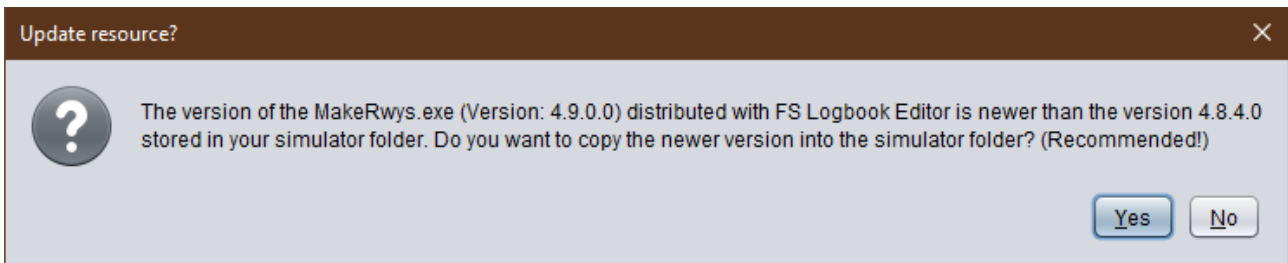 Update resource?
The version of the MakeRwys.exe (Version: 4.9.0.0) distributed with FS Logbook Editor is newer than the version 4.8.4.0
stored in your simulator folder. Do you want to copy the newer version into the simulator folder? (Recommended!)
Yes No